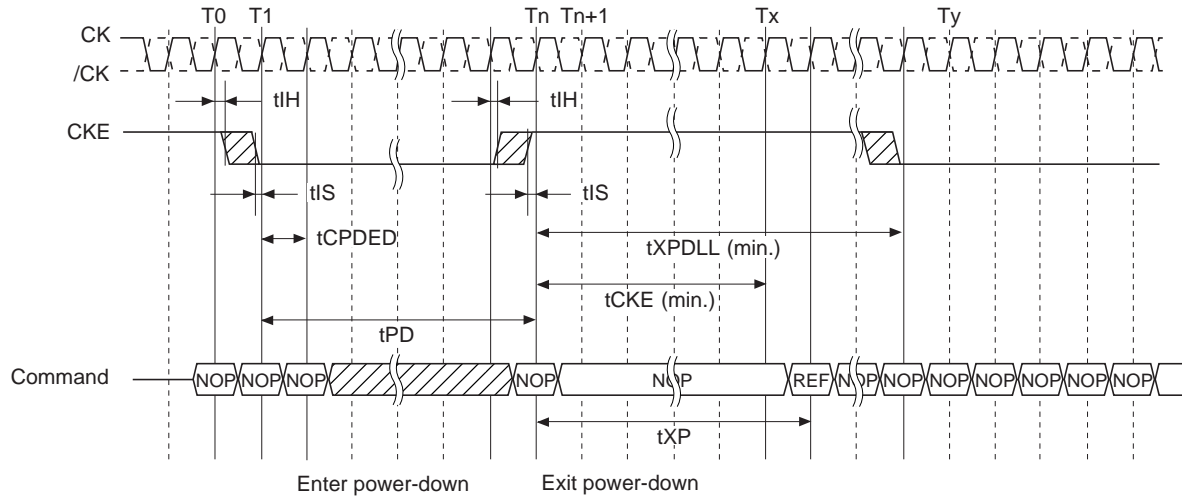 T0 T1 Tn Tn+1 Tx Ty
CK
/CK
tIH tIH
CKE
tIS tIS
tCPDED
tXPDLL (min.)
tCKE (min.)
tPD
Command NOP NOP NOP NOP NOP REF NOP NOP NOP NOP NOP NOP NOP
tXP
Enter power-down Exit power-down